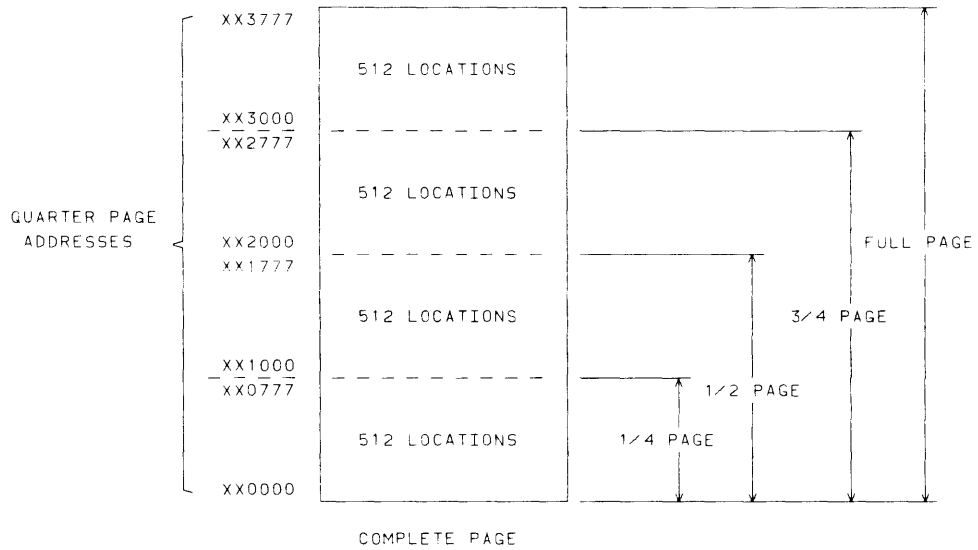 XX3777
512 LOCATIONS
XX3000
XX2777
512 LOCATIONS
QUARTER PAGE
ADDRESSES
XX2000
XX1777
FULL PAGE
512 LOCATIONS
3/4 PAGE
XX1000
XX0777
1/2 PAGE
512 LOCATIONS
1/4 PAGE
XX0000
COMPLETE PAGE